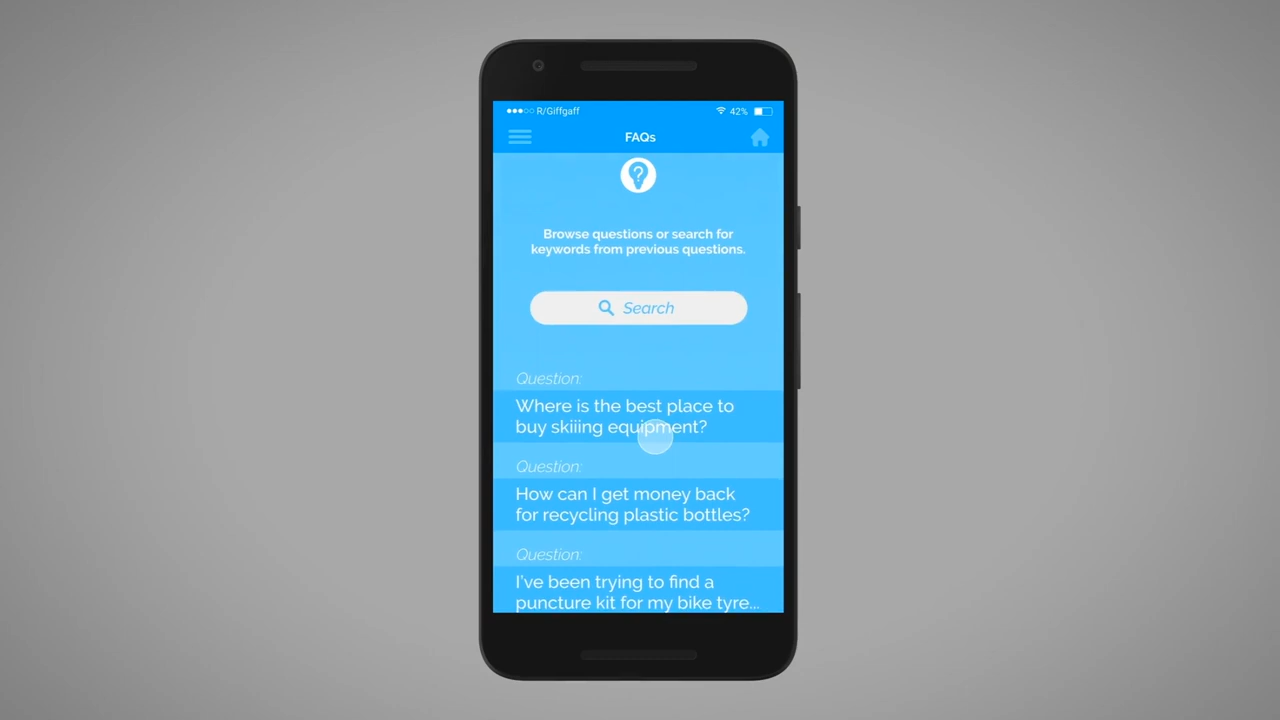 R/Giffgaff 42%
FAQs
?
Browse questions or search for
keywords from previous questions.
Search
Question:
Where is the best place to
buy skiiing equipment?
Question:
How can I get money back
for recycling plastic bottles?
Question:
I've been trying to find a
puncture kit for my bike tyre...